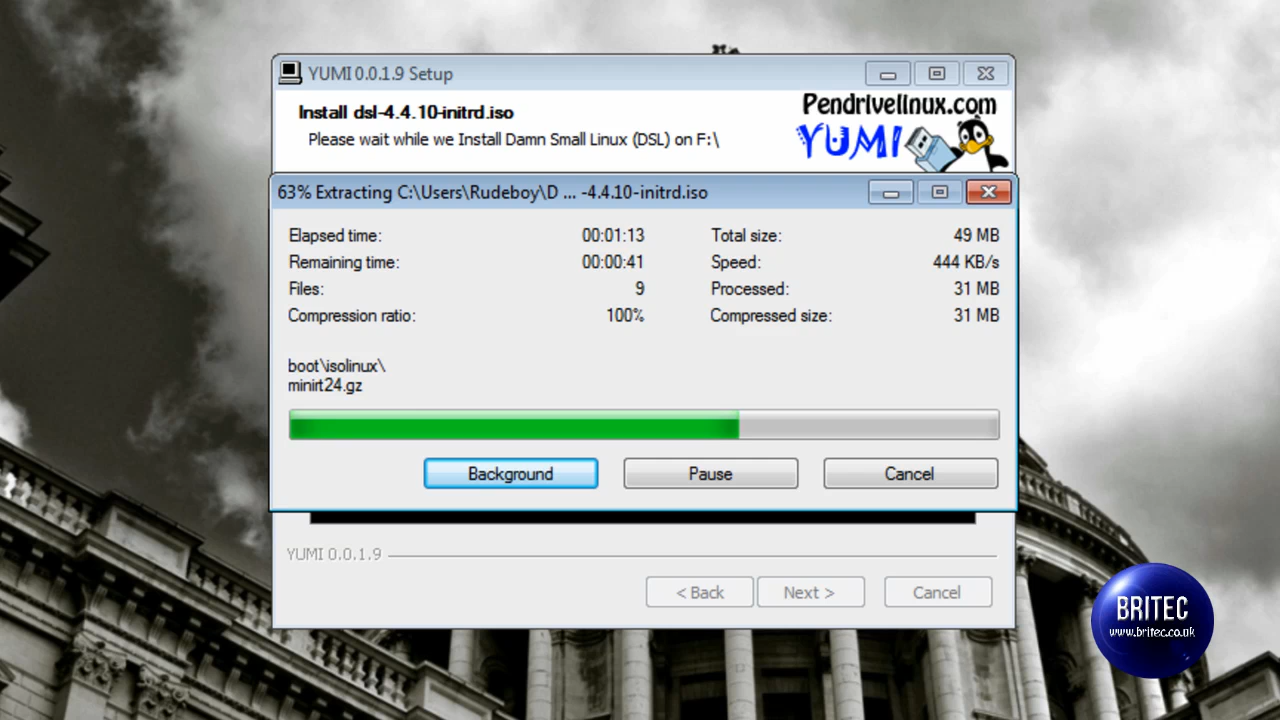 YUMI 0.0.1.9 Setup
Install dsl-4.4.10-initrd.iso
Please wait while we Install Damn Small Linux (DSL) on F:\
Pendrivelinux.com
YUMI
63% Extracting C:\Users\Rudeboy\D ... -4.4.10-initrd.iso
Elapsed time: 00:01:13 Total size: 49 MB
Remaining time: 00:00:41 Speed: 444 KB/s
Files: 9 Processed: 31 MB
Compression ratio: 100% Compressed size: 31 MB
boot\isolinux\
minirt24.gz
Background Pause Cancel
YUMI 0.0.1.9
< Back Next > Cancel
BRITEC
www.britec.co.uk